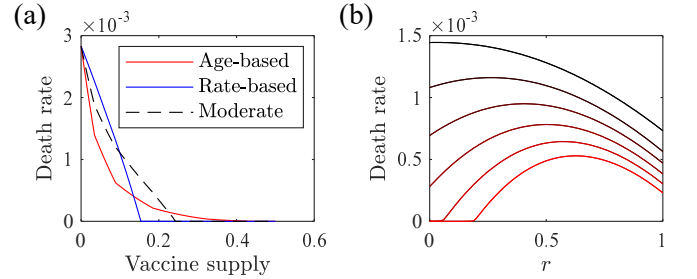 (a)
×10⁻³
Death rate
3
2
1
0
0
0.2
0.4
0.6
Vaccine supply
Age-based
Rate-based
Moderate
(b)
×10⁻³
Death rate
1.5
1
0.5
0
0
0.5
1
r